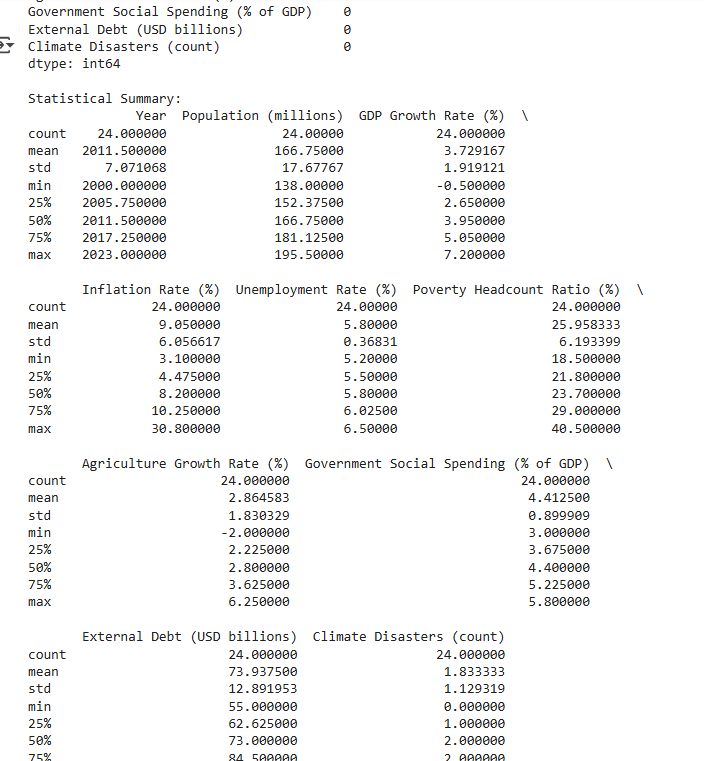 Government Social Spending (% of GDP)    0
External Debt (USD billions)             0
Climate Disasters (count)                0
dtype: int64
Statistical Summary:
Year  Population (millions)  GDP Growth Rate (%)  \
count    24.000000               24.00000            24.000000
mean   2011.500000              166.75000             3.729167
std       7.071068               17.67767             1.919121
min    2000.000000              138.00000            -0.500000
25%    2005.750000              152.37500             2.650000
50%    2011.500000              166.75000             3.950000
75%    2017.250000              181.12500             5.050000
max    2023.000000              195.50000             7.200000
Inflation Rate (%)  Unemployment Rate (%)  Poverty Headcount Ratio (%)  \
count           24.000000               24.00000                    24.000000
mean             9.050000                5.80000                    25.958333
std              6.056617                0.36831                     6.193399
min              3.100000                5.20000                    18.500000
25%              4.475000                5.50000                    21.800000
50%              8.200000                5.80000                    23.700000
75%             10.250000                6.02500                    29.000000
max             30.800000                6.50000                    40.500000
Agriculture Growth Rate (%)  Government Social Spending (% of GDP)  \
count                    24.000000                              24.000000
mean                      2.864583                               4.412500
std                       1.830329                               0.899909
min                      -2.000000                               3.000000
25%                       2.225000                               3.675000
50%                       2.800000                               4.400000
75%                       3.625000                               5.225000
max                       6.250000                               5.800000
External Debt (USD billions)  Climate Disasters (count)
count                     24.000000                  24.000000
mean                      73.937500                   1.833333
std                       12.891953                   1.129319
min                       55.000000                   0.000000
25%                       62.625000                   1.000000
50%                       73.000000                   2.000000
75%                       84.500000                   2.000000